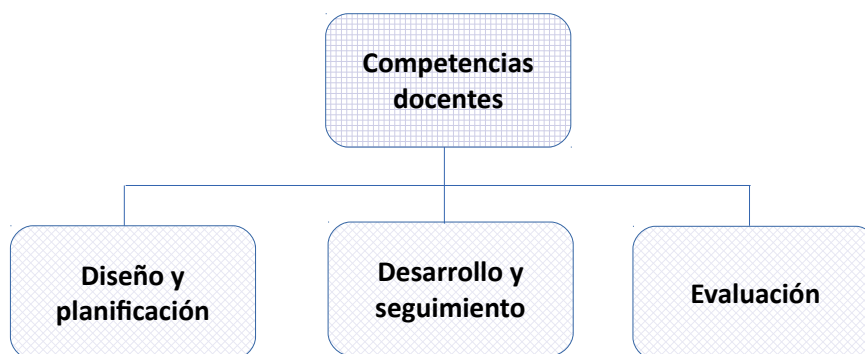 Competencias
docentes
Diseño y
planificación
Desarrollo y
seguimiento
Evaluación